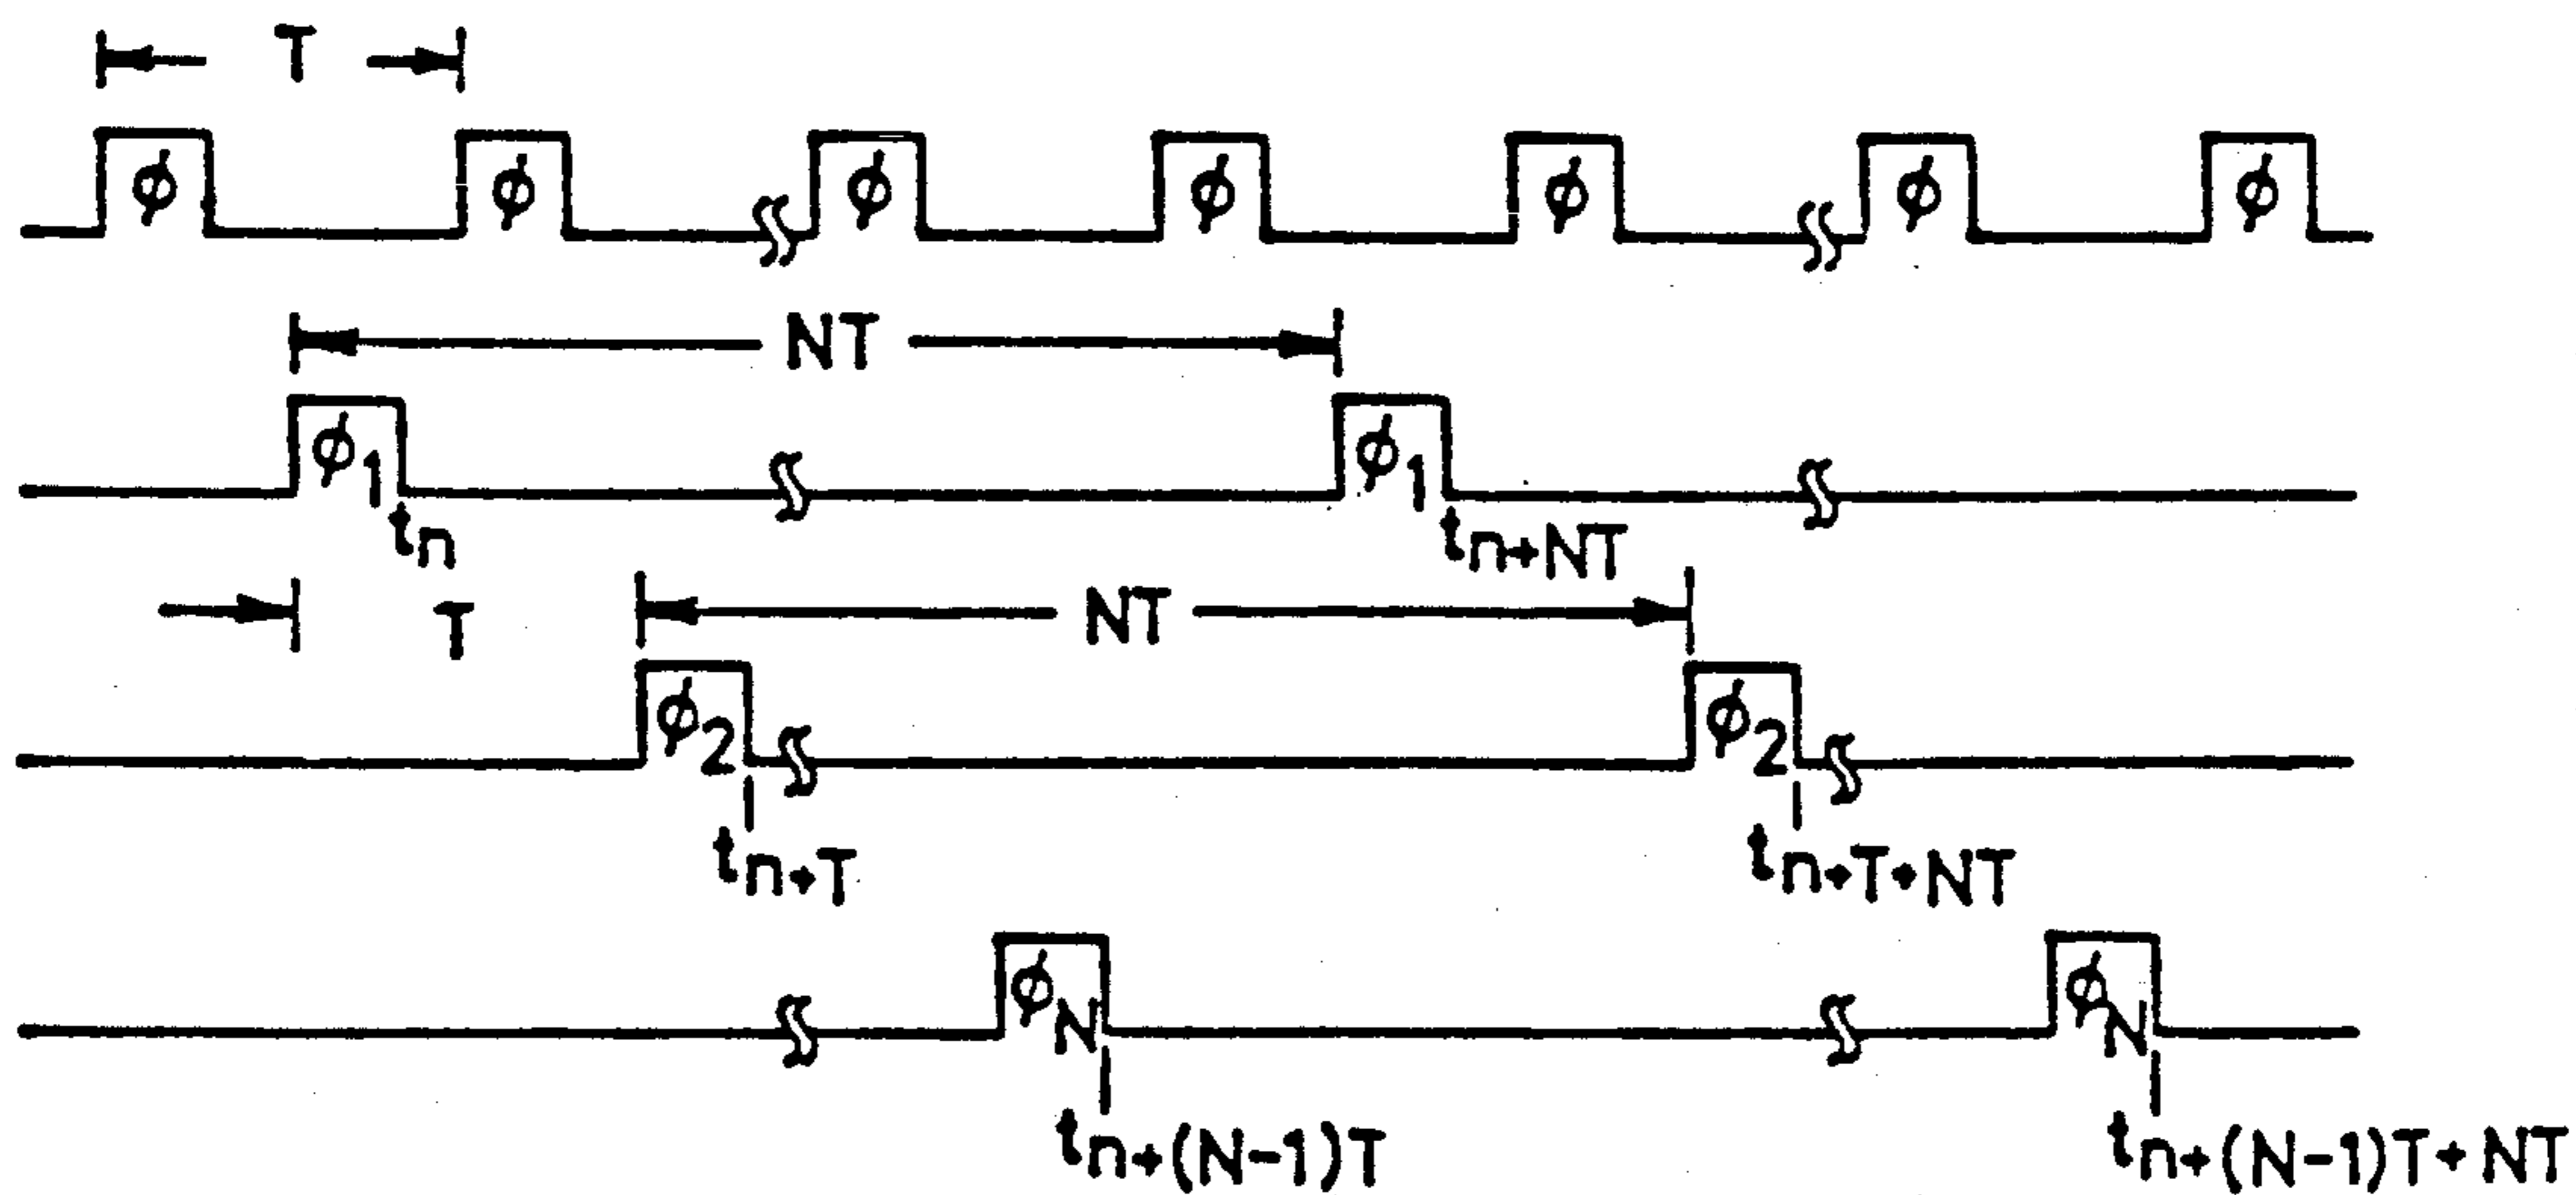 T
ϕ ϕ ϕ ϕ ϕ ϕ ϕ
NT
ϕ1 ϕ1
tn tn+NT
T NT
ϕ2 ϕ2
tn+T tn+T+NT
ϕN ϕN
tn+(N-1)T tn+(N-1)T+NT